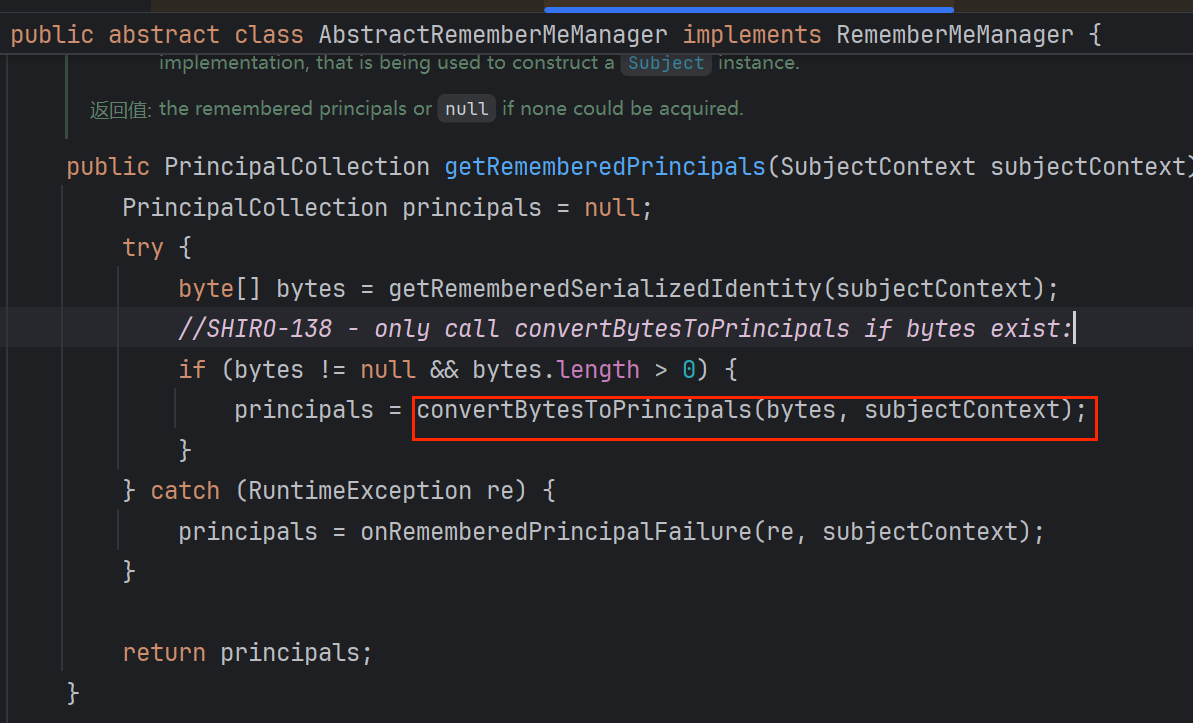 public abstract class AbstractRememberMeManager implements RememberMeManager {
implementation, that is being used to construct a Subject instance.
返回值: the remembered principals or null if none could be acquired.
public PrincipalCollection getRememberedPrincipals(SubjectContext subjectContext)
PrincipalCollection principals = null;
try {
byte[] bytes = getRememberedSerializedIdentity(subjectContext);
//SHIRO-138 - only call convertBytesToPrincipals if bytes exist:
if (bytes != null && bytes.length > 0) {
principals = convertBytesToPrincipals(bytes, subjectContext);
}
} catch (RuntimeException re) {
principals = onRememberedPrincipalFailure(re, subjectContext);
}
return principals;
}